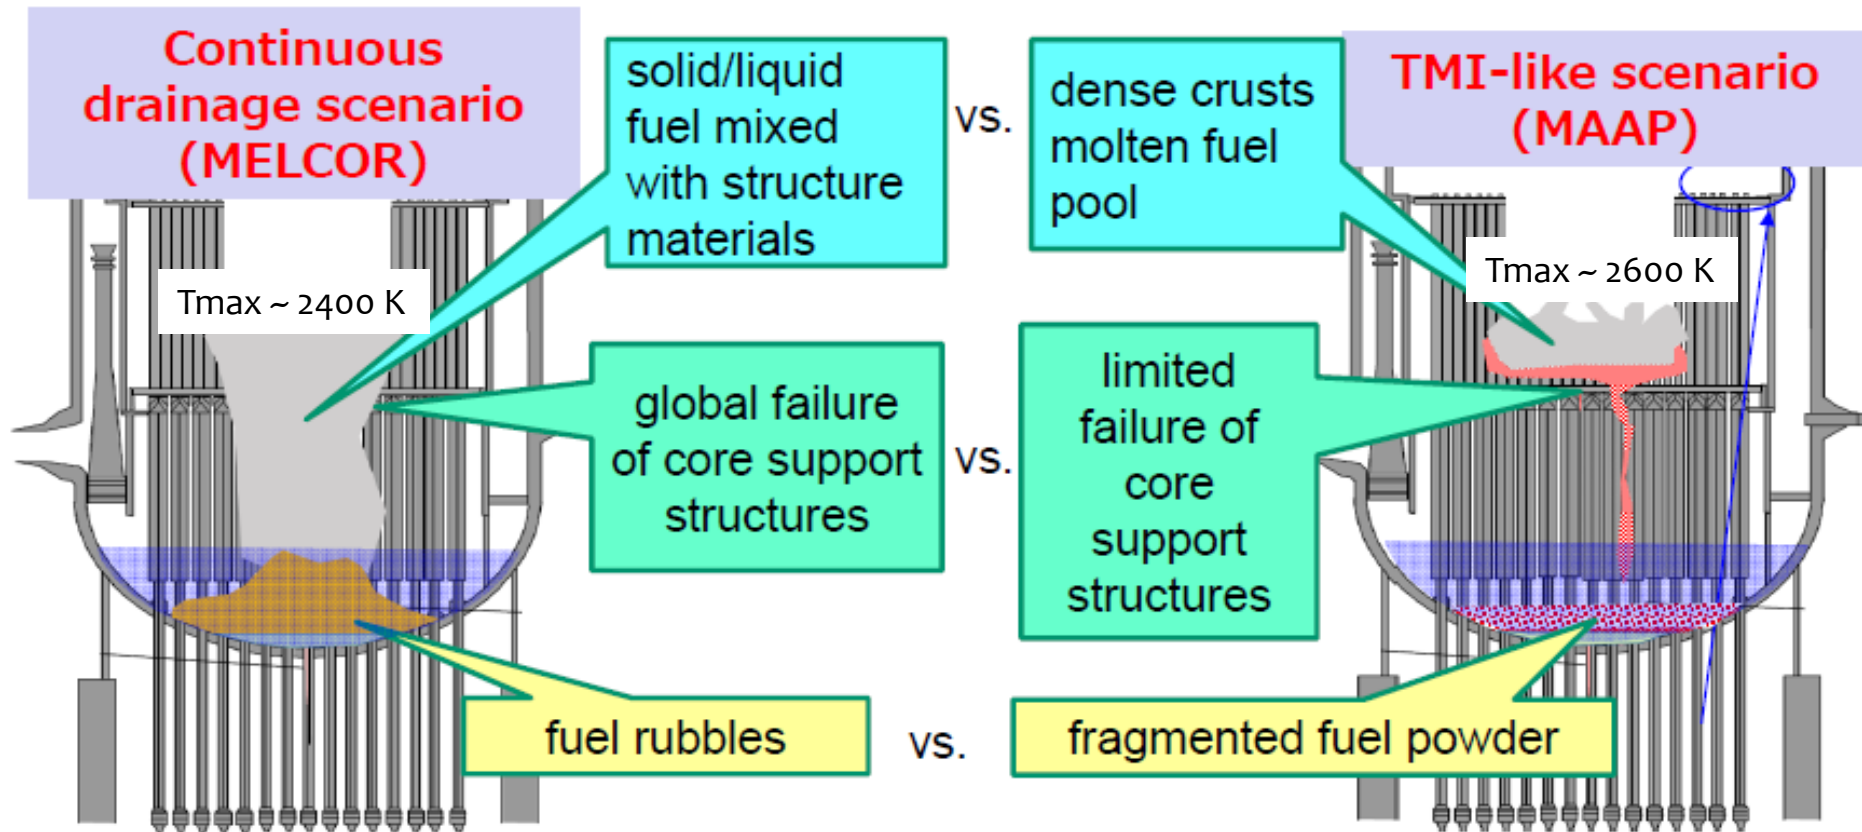 Continuous
drainage scenario
(MELCOR)
solid/liquid
fuel mixed
with structure
materials
vs.
dense crusts
molten fuel
pool
TMI-like scenario
(MAAP)
Tmax ~ 2400 K
Tmax ~ 2600 K
global failure
of core support
structures
vs.
limited
failure of
core
support
structures
fuel rubbles
vs.
fragmented fuel powder